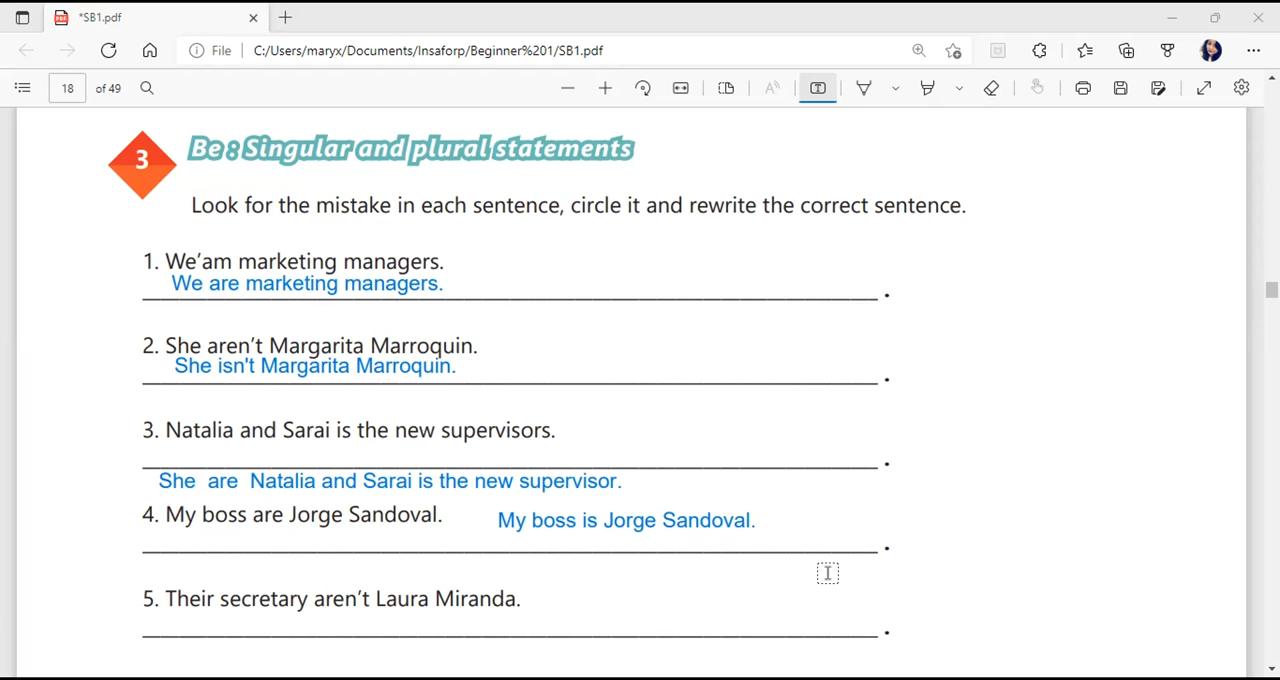 *SB1.pdf
File C:/Users/maryx/Documents/Insaforp/Beginner%201/SB1.pdf
18 of 49
3 Be : Singular and plural statements
Look for the mistake in each sentence, circle it and rewrite the correct sentence.
1. We’am marketing managers.
We are marketing managers.
2. She aren’t Margarita Marroquin.
She isn't Margarita Marroquin.
3. Natalia and Sarai is the new supervisors.
She are Natalia and Sarai is the new supervisor.
4. My boss are Jorge Sandoval. My boss is Jorge Sandoval.
5. Their secretary aren’t Laura Miranda.